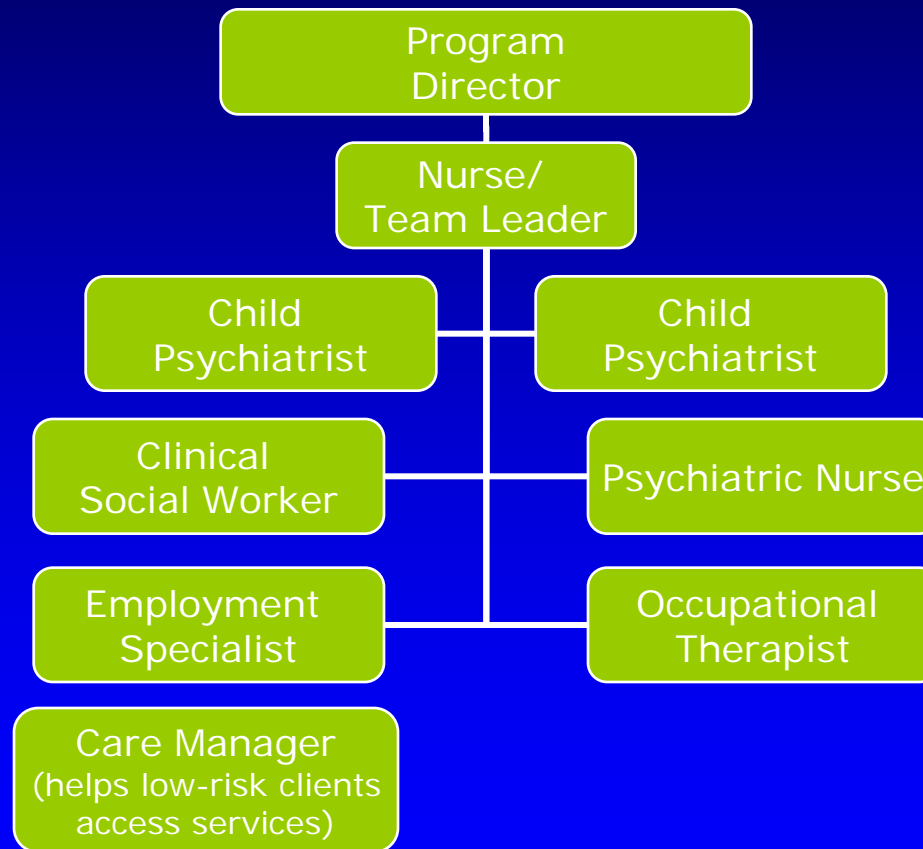 Program
Director
Nurse/
Team Leader
Child
Psychiatrist
Child
Psychiatrist
Clinical
Social Worker
Psychiatric Nurse
Employment
Specialist
Occupational
Therapist
Care Manager
(helps low-risk clients
access services)